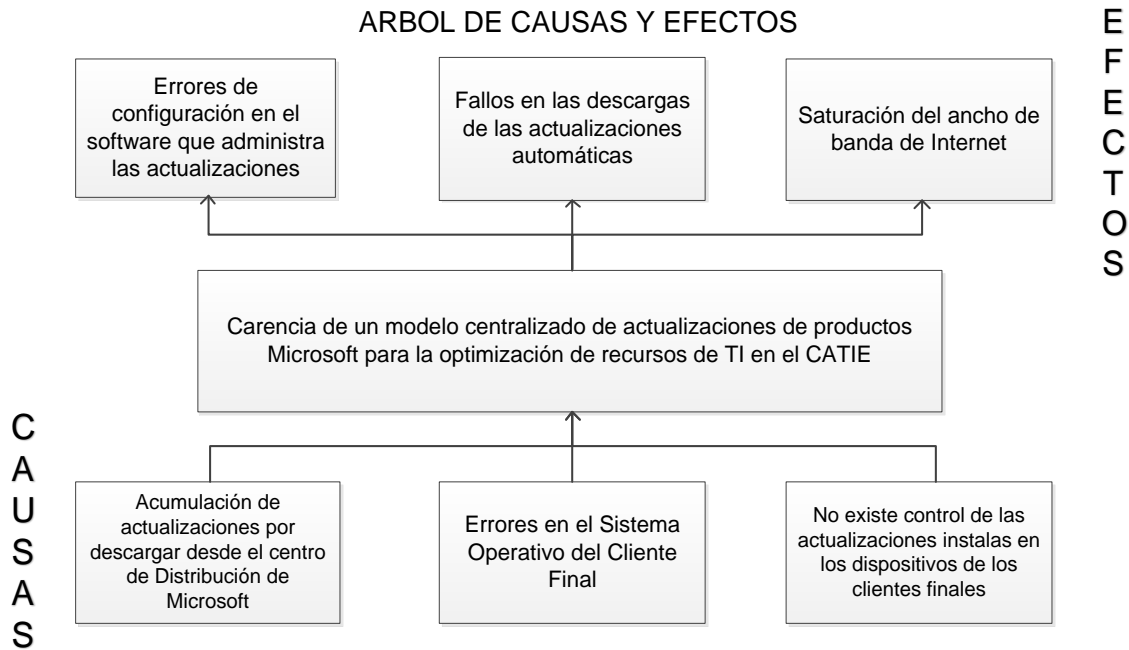 ARBOL DE CAUSAS Y EFECTOS
E
F
E
C
T
O
S
Errores de
configuración en el
software que administra
las actualizaciones
Fallos en las descargas
de las actualizaciones
automáticas
Saturación del ancho de
banda de Internet
Carencia de un modelo centralizado de actualizaciones de productos
Microsoft para la optimización de recursos de TI en el CATIE
C
A
U
S
A
S
Acumulación de
actualizaciones por
descargar desde el centro
de Distribución de
Microsoft
Errores en el Sistema
Operativo del Cliente
Final
No existe control de las
actualizaciones instalas en
los dispositivos de los
clientes finales